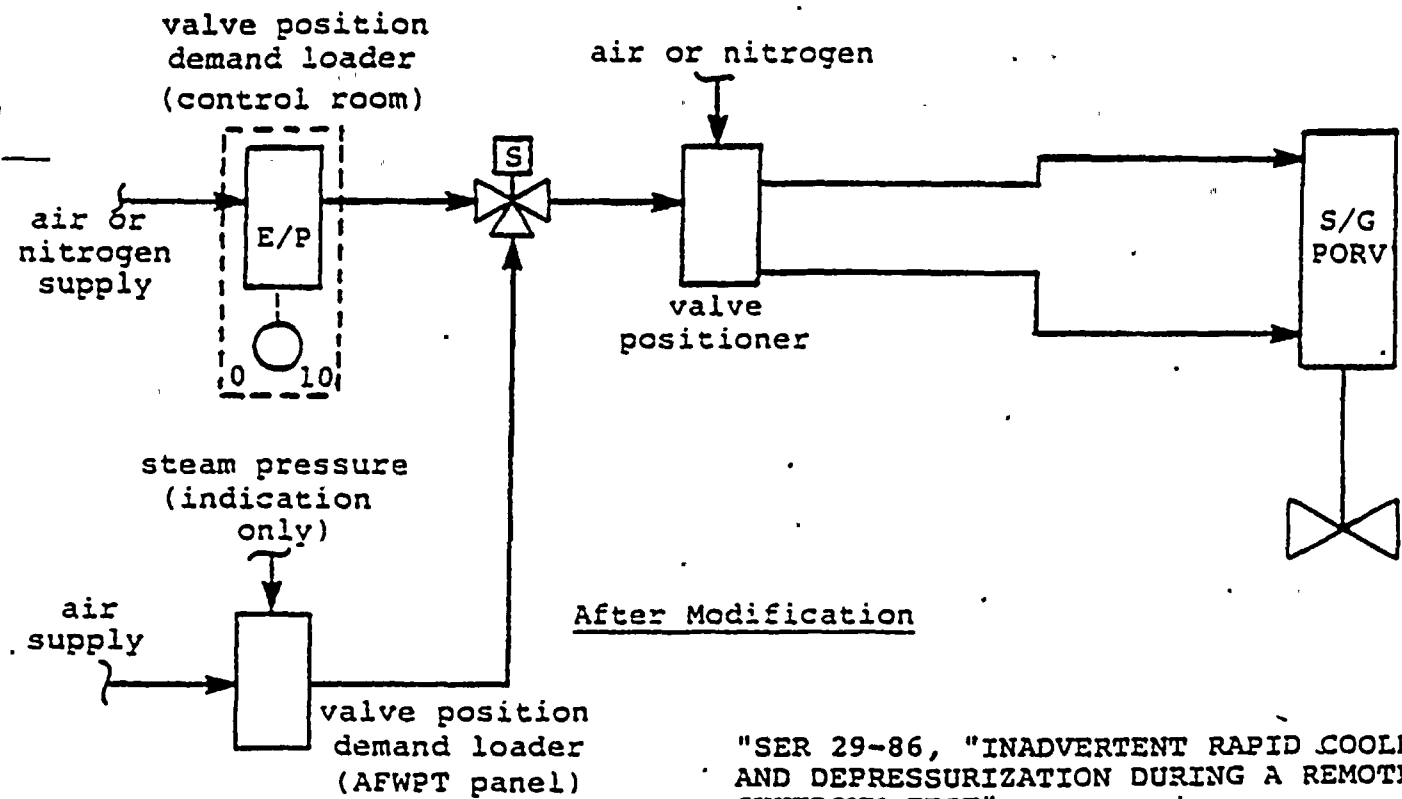 valve position
demand loader
(control room)
air or nitrogen
S
air or
nitrogen
supply
E/P
0 10
S/G
PORV
valve
positioner
steam pressure
(indication
only)
air
supply
After Modification
valve position
demand loader
(AFWPT panel)
"SER 29-86, "INADVERTENT RAPID
AND DEPRESSURIZATION DURING A